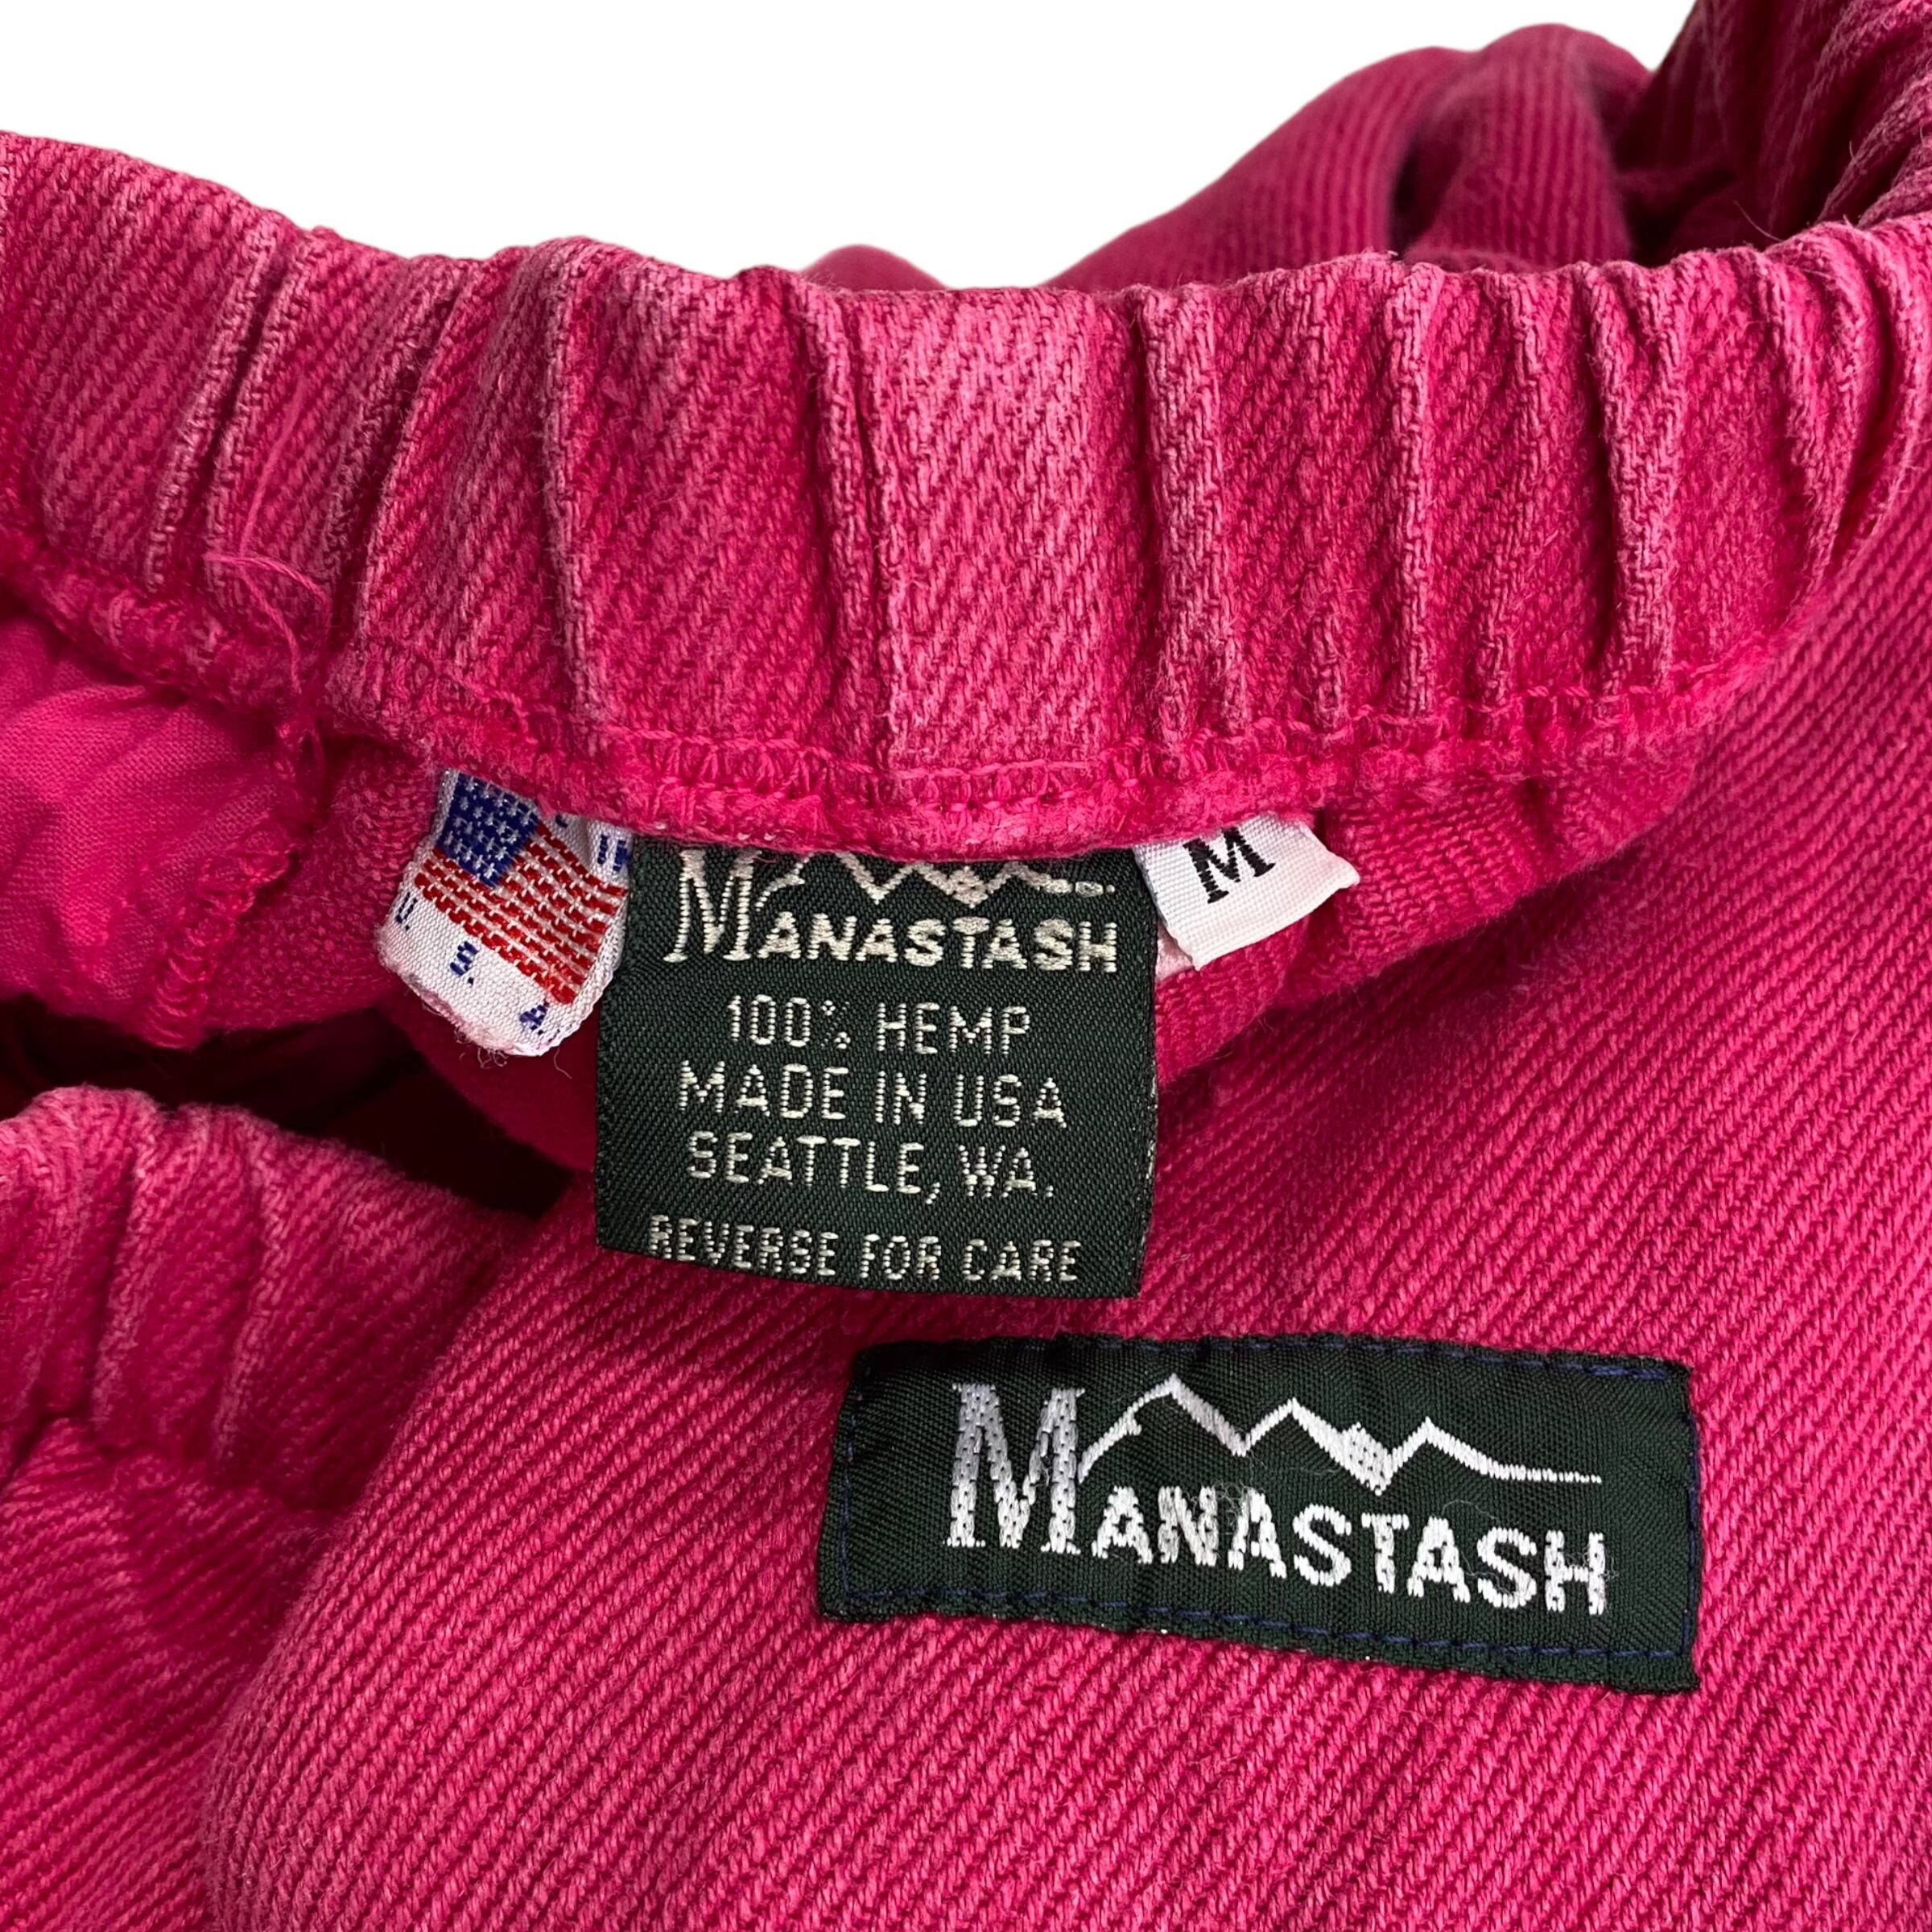 U. S. A.
MANASTASH
M
100% HEMP
MADE IN USA
SEATTLE, WA.
REVERSE FOR CARE
MANASTASH